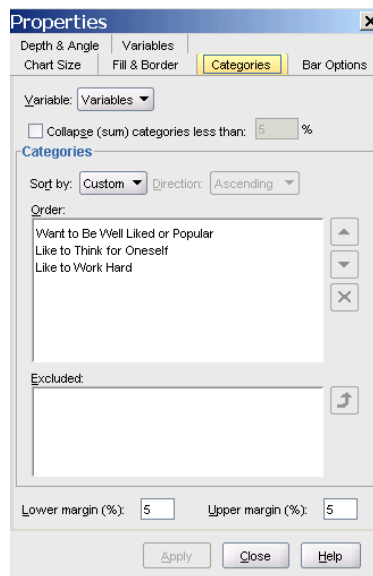 Properties
Depth & Angle Variables
Chart Size Fill & Border Categories Bar Options
Variable: Variables
Collapse (sum) categories less than: 5 %
Categories
Sort by: Custom Direction: Ascending
Order:
Want to Be Well Liked or Popular
Like to Think for Oneself
Like to Work Hard
Excluded:
Lower margin (%): 5 Upper margin (%): 5
Apply Close Help